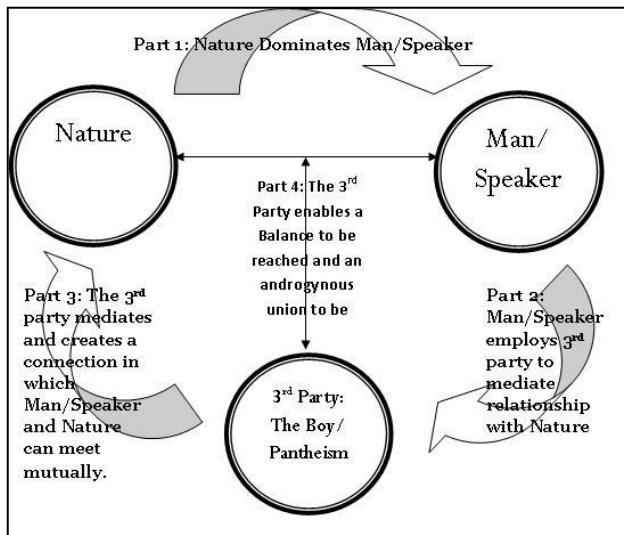 Part 1: Nature Dominates Man/Speaker
Nature
Man/
Speaker
Part 4: The 3rd
Party enables a
Balance to be
reached and an
androgynous
union to be
Part 3: The 3rd
party mediates
and creates a
connection in
which
Man/Speaker
and Nature
can meet
mutually.
Part 2:
Man/Speaker
employs 3rd
party to
mediate
relationship
with Nature
3rd Party:
The Boy/
Pantheism